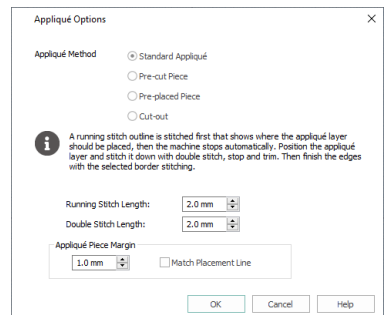 Appliqué Options
Appliqué Method
Standard Appliqué
Pre-cut Piece
Pre-placed Piece
Cut-out
A running stitch outline is stitched first that shows where the appliqué layer
should be placed, then the machine stops automatically. Position the appliqué
layer and stitch it down with double stitch, stop and trim. Then finish the edges
with the selected border stitching.
Running Stitch Length: 2.0 mm
Double Stitch Length: 2.0 mm
Appliqué Piece Margin
1.0 mm Match Placement Line
OK Cancel Help